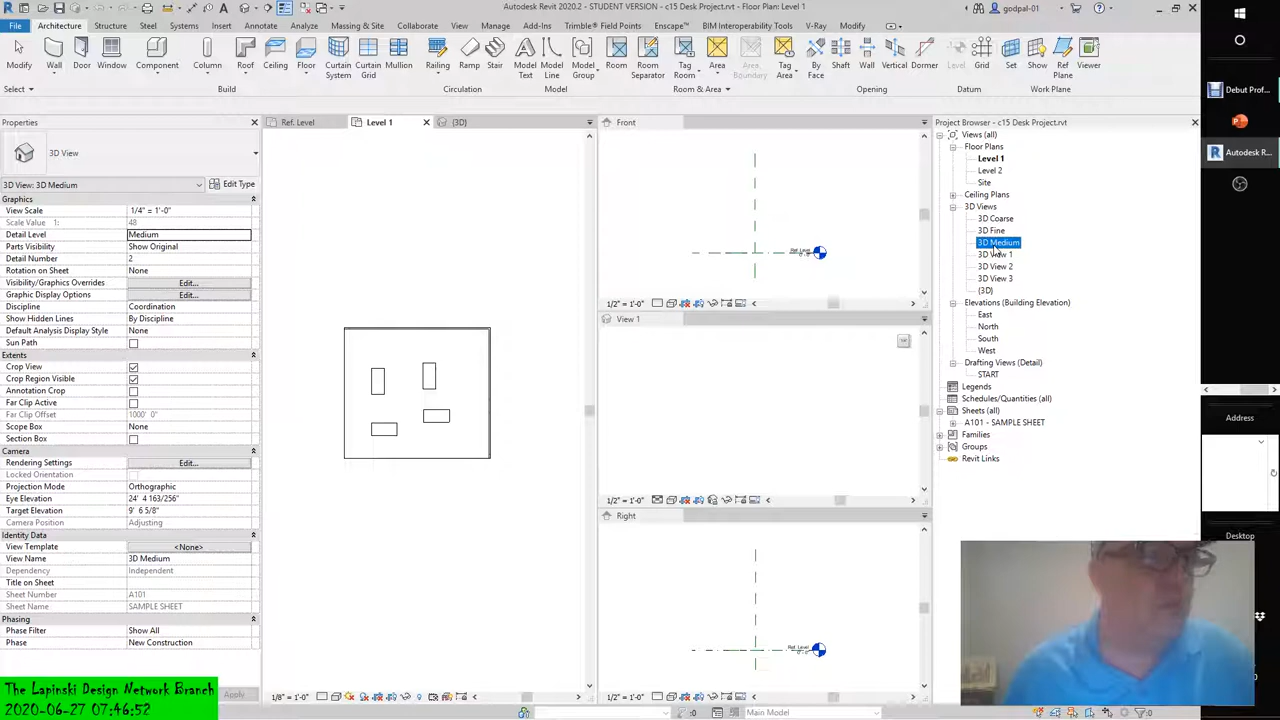 Autodesk Revit 2020.2 - STUDENT VERSION - c15 Desk Project.rvt - Floor Plan: Level 1
godpal-01
File Architecture Structure Steel Systems Insert Annotate Analyze Massing & Site Collaborate View Manage Add-Ins Trimble® Field Points Enscape™ BIM Interoperability Tools V-Ray Modify
Modify Wall Door Window Component Column Roof Ceiling Floor Curtain System Curtain Grid Mullion Railing Ramp Stair Model Text Model Line Model Group Room Room Separator Tag Room Area Area Boundary Tag Area By Face Shaft Wall Vertical Dormer Level Grid Set Show Ref Plane Viewer
Select Build Circulation Model Room & Area Opening Datum Work Plane
Properties
3D View
3D View: 3D Medium Edit Type
Graphics
View Scale 1/4" = 1'-0"
Scale Value 1: 48
Detail Level Medium
Parts Visibility Show Original
Detail Number 2
Rotation on Sheet None
Visibility/Graphics Overrides Edit...
Graphic Display Options Edit...
Discipline Coordination
Show Hidden Lines By Discipline
Default Analysis Display Style None
Sun Path
Extents
Crop View
Crop Region Visible
Annotation Crop
Far Clip Active
Far Clip Offset 1000' 0"
Scope Box None
Section Box
Camera
Rendering Settings Edit...
Locked Orientation
Projection Mode Orthographic
Eye Elevation 24' 4 163/256"
Target Elevation 9' 6 5/8"
Camera Position Adjusting
Identity Data
View Template <None>
View Name 3D Medium
Dependency Independent
Title on Sheet
Sheet Number A101
Sheet Name SAMPLE SHEET
Phasing
Phase Filter Show All
Phase New Construction
Apply
Ref. Level Level 1 {3D}
1/8" = 1'-0"
Front
Ref. Level
1/2" = 1'-0"
View 1
1/2" = 1'-0"
Right
Ref. Level
1/2" = 1'-0"
:0 Main Model :0
Project Browser - c15 Desk Project.rvt
Views (all)
Floor Plans
Level 1
Level 2
Site
Ceiling Plans
3D Views
3D Coarse
3D Fine
3D Medium
3D View 1
3D View 2
3D View 3
{3D}
Elevations (Building Elevation)
East
North
South
West
Drafting Views (Detail)
START
Legends
Schedules/Quantities (all)
Sheets (all)
A101 - SAMPLE SHEET
Families
Groups
Revit Links
Debut Prof...
Autodesk R...
Address
Desktop
The Lapinski Design Network Branch
2020-06-27 07:46:52